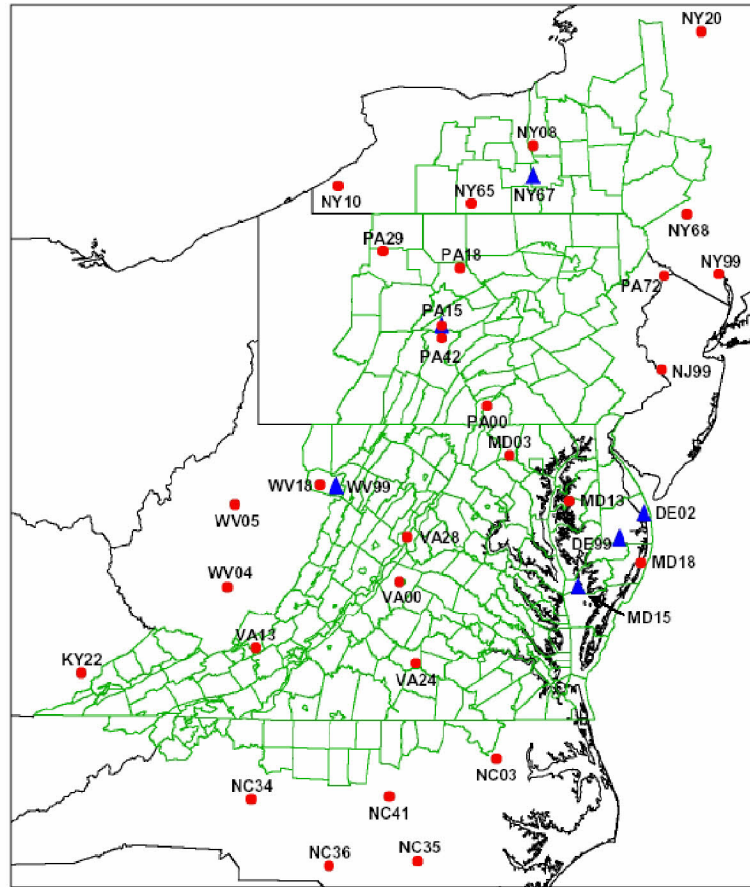 NY20
NY08
NY10
NY65
NY67
NY68
PA29
PA18
PA72
NY99
PA15
PA42
NJ99
PA00
MD03
WV18
WV99
MD13
DE02
WV05
VA28
DE99
MD18
WV04
VA00
MD15
VA13
KY22
VA24
NC03
NC34
NC41
NC36
NC35